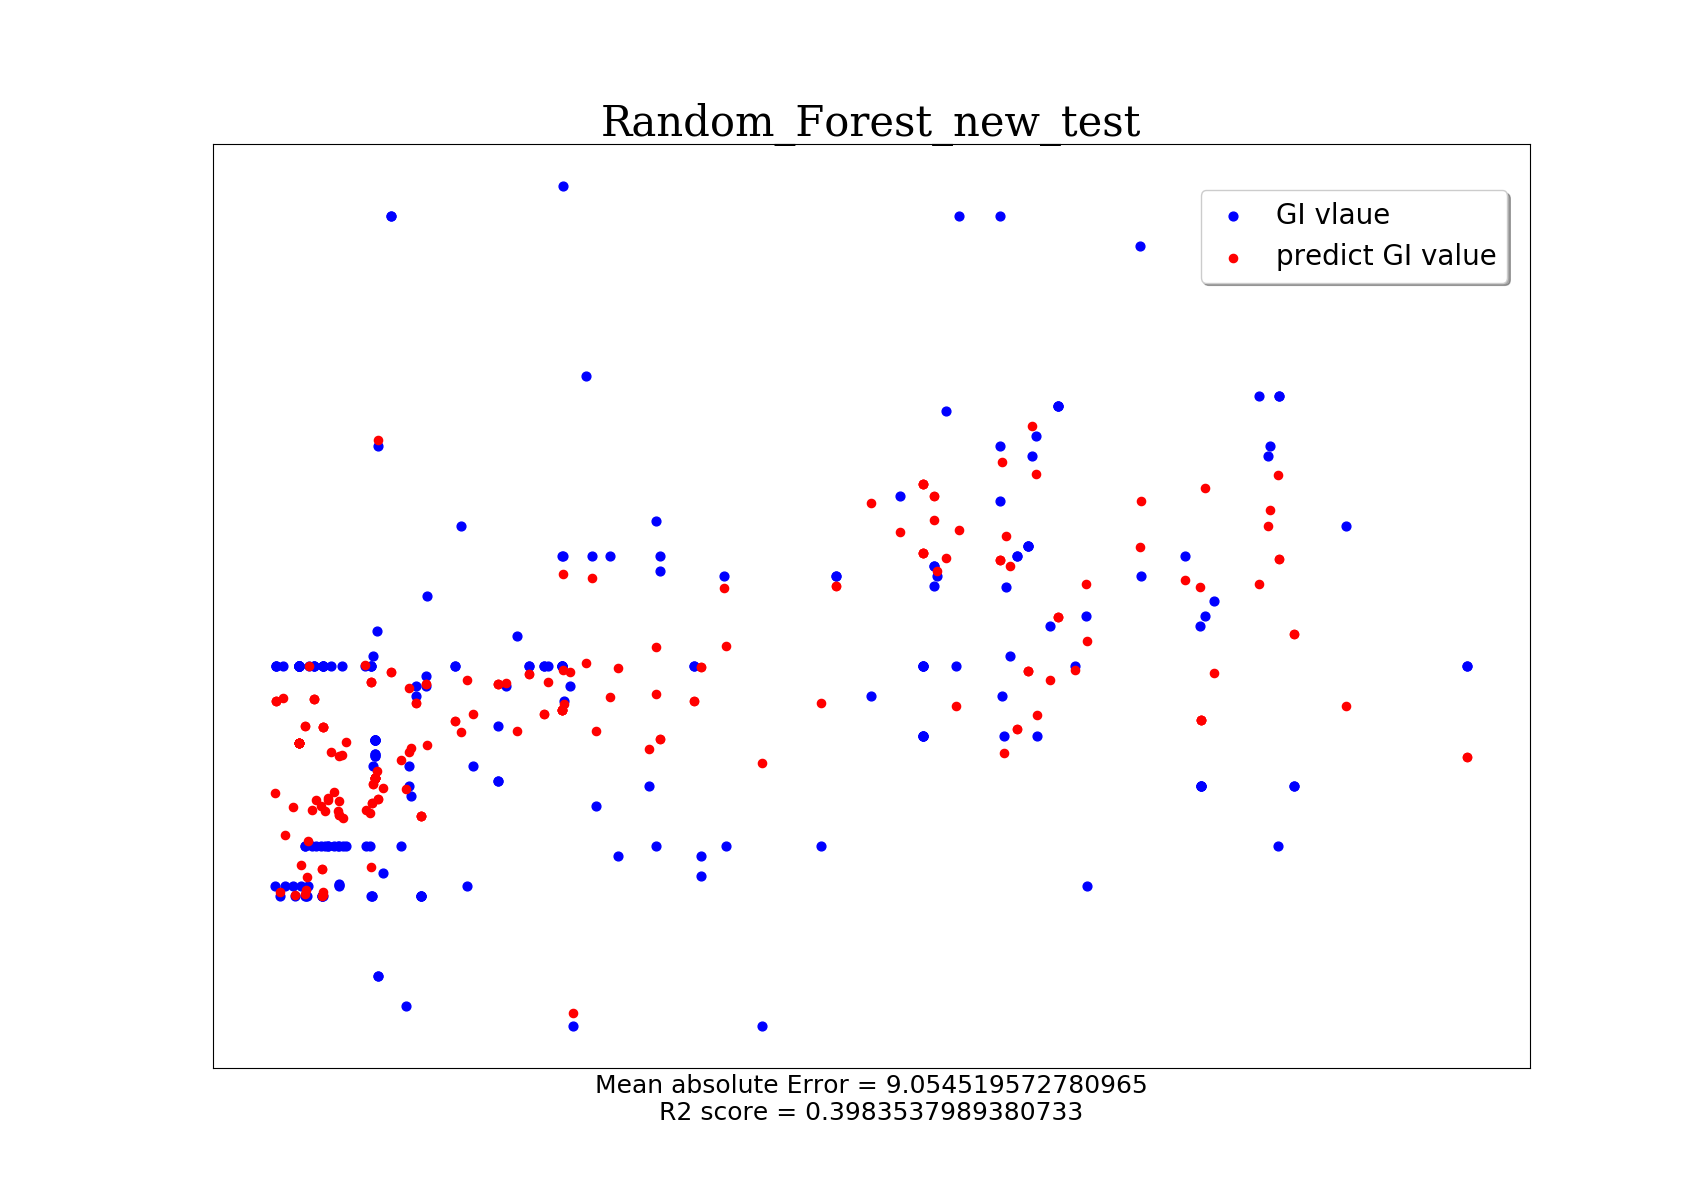 Random_Forest_new_test
GI vlaue
predict GI value
Mean absolute Error = 9.054519572780965
R2 score = 0.3983537989380733